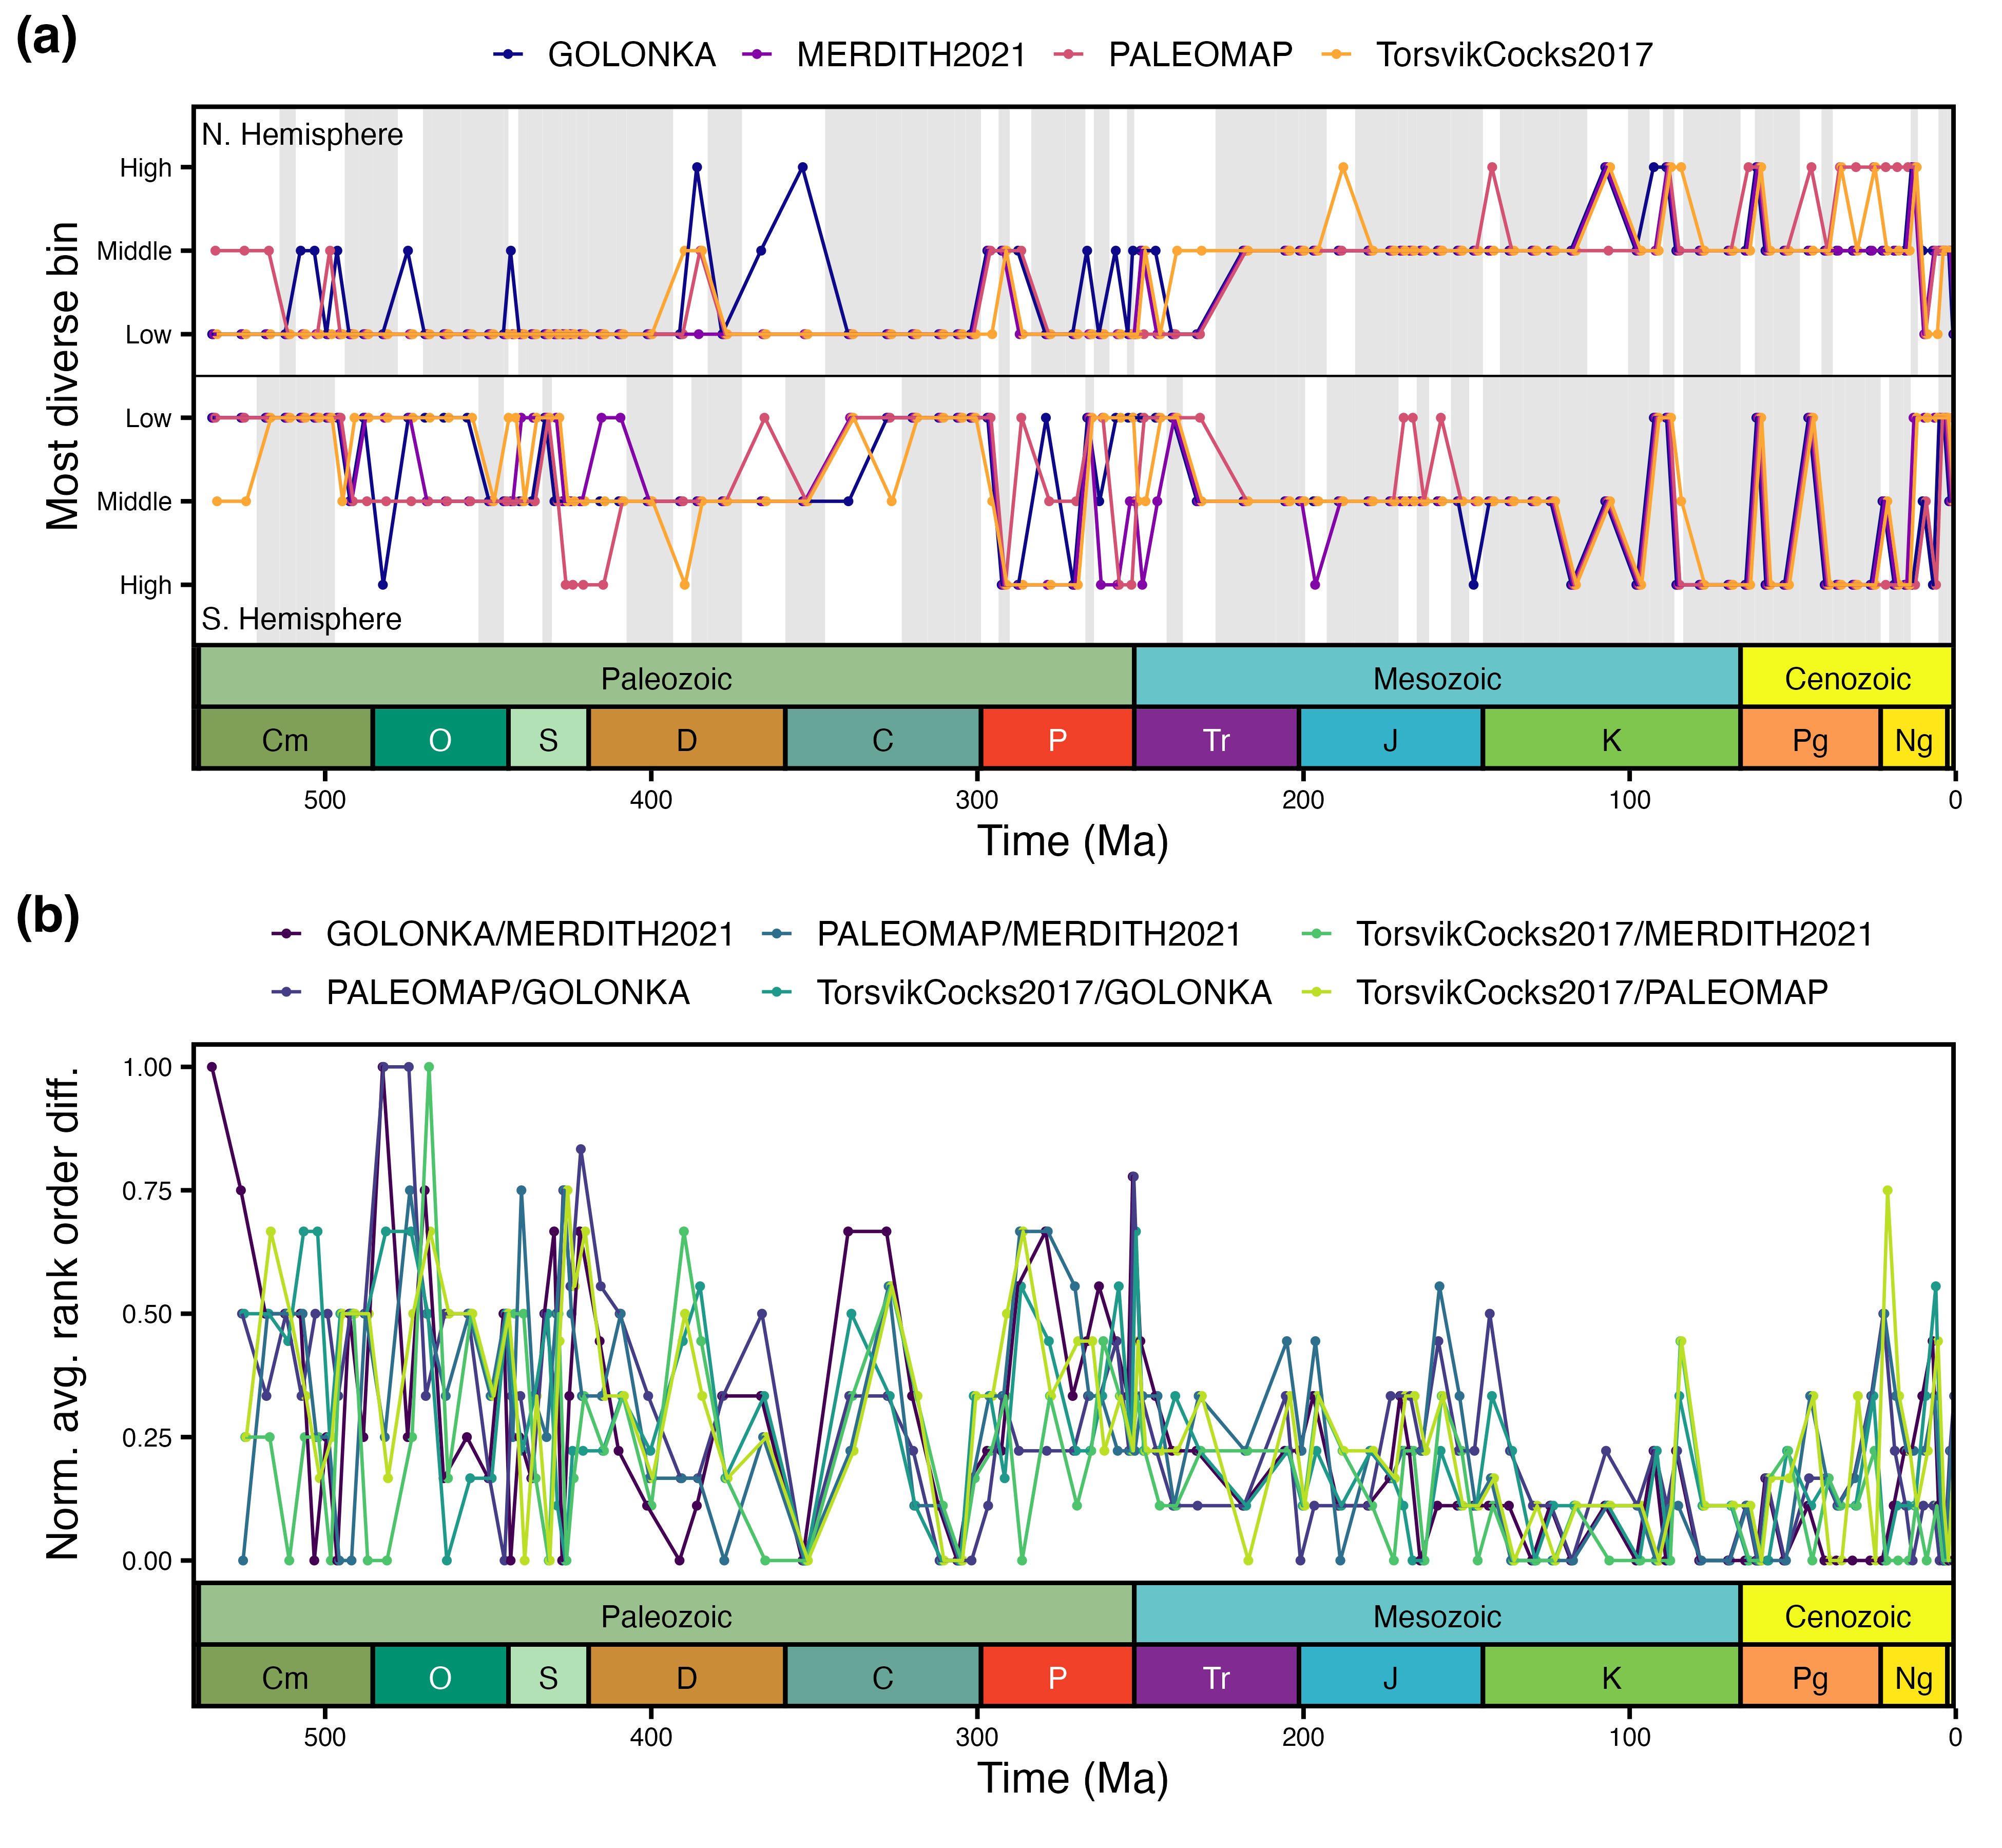 (a)
GOLONKA MERDITH2021 PALEOMAP TorsvikCocks2017
Most diverse bin
N. Hemisphere
High
Middle
Low
Low
Middle
High
S. Hemisphere
Paleozoic Mesozoic Cenozoic
Cm O S D C P Tr J K Pg Ng
500 400 300 200 100 0
Time (Ma)
(b)
GOLONKA/MERDITH2021 PALEOMAP/MERDITH2021 TorsvikCocks2017/MERDITH2021
PALEOMAP/GOLONKA TorsvikCocks2017/GOLONKA TorsvikCocks2017/PALEOMAP
Norm. avg. rank order diff.
1.00
0.75
0.50
0.25
0.00
Paleozoic Mesozoic Cenozoic
Cm O S D C P Tr J K Pg Ng
500 400 300 200 100 0
Time (Ma)